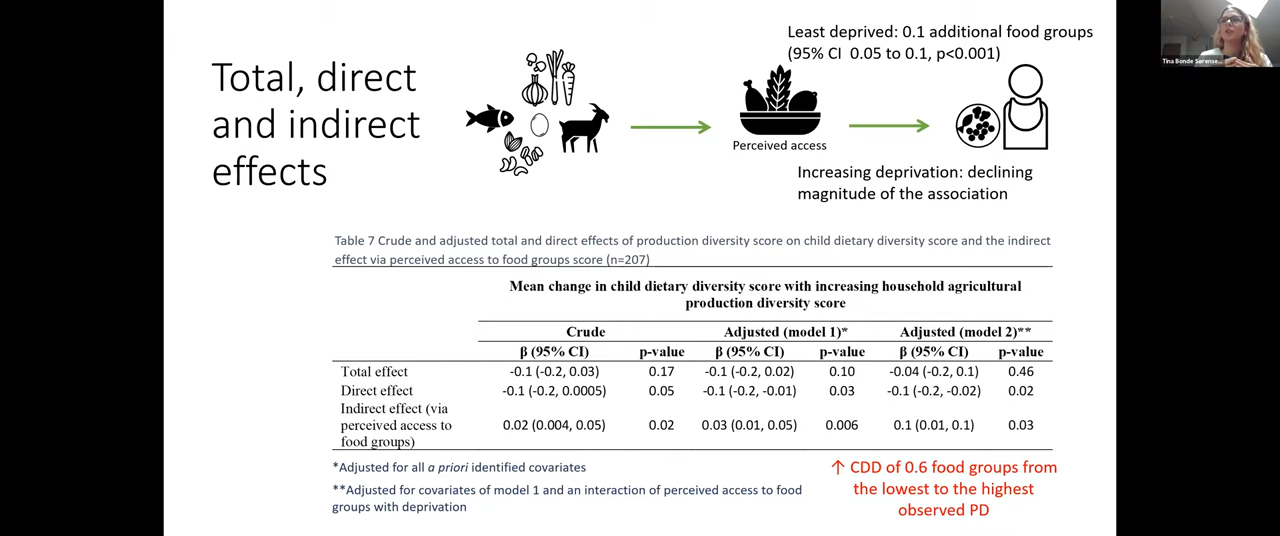 Total, direct
and indirect
effects
Least deprived: 0.1 additional food groups
(95% CI 0.05 to 0.1, p<0.001)
Tina Bonde Sørense...
Perceived access
Increasing deprivation: declining
magnitude of the association
Table 7 Crude and adjusted total and direct effects of production diversity score on child dietary diversity score and the indirect
effect via perceived access to food groups score (n=207)
Mean change in child dietary diversity score with increasing household agricultural
production diversity score
Crude Adjusted (model 1)* Adjusted (model 2)**
β (95% CI) p-value β (95% CI) p-value β (95% CI) p-value
Total effect -0.1 (-0.2, 0.03) 0.17 -0.1 (-0.2, 0.02) 0.10 -0.04 (-0.2, 0.1) 0.46
Direct effect -0.1 (-0.2, 0.0005) 0.05 -0.1 (-0.2, -0.01) 0.03 -0.1 (-0.2, -0.02) 0.02
Indirect effect (via
perceived access to 0.02 (0.004, 0.05) 0.02 0.03 (0.01, 0.05) 0.006 0.1 (0.01, 0.1) 0.03
food groups)
*Adjusted for all a priori identified covariates
**Adjusted for covariates of model 1 and an interaction of perceived access to food
groups with deprivation
↑ CDD of 0.6 food groups from
the lowest to the highest
observed PD